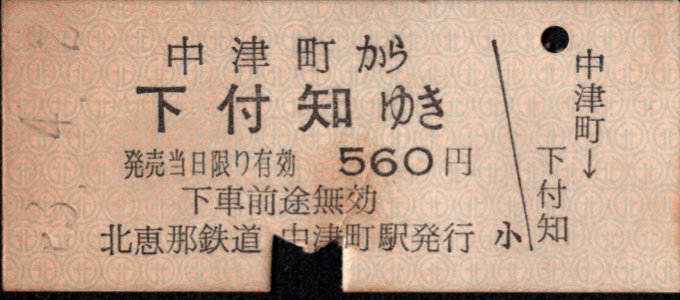 中津町から
下付知ゆき
発売当日限り有効 560円
下車前途無効
北恵那鉄道 中津町駅発行
小
中津町→
下付知